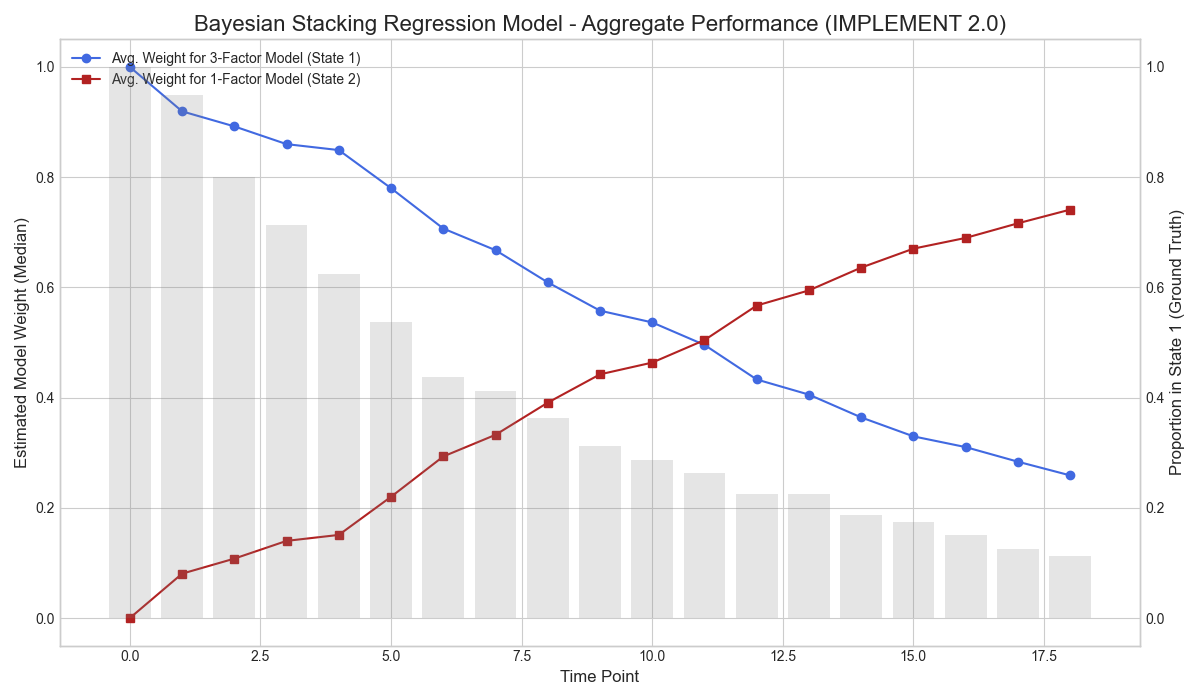 Bayesian Stacking Regression Model - Aggregate Performance (IMPLEMENT 2.0)
Avg. Weight for 3-Factor Model (State 1)
Avg. Weight for 1-Factor Model (State 2)
Estimated Model Weight (Median)
1.0
0.8
0.6
0.4
0.2
0.0
1.0
0.8
0.6
0.4
0.2
0.0
Proportion in State 1 (Ground Truth)
0.0 2.5 5.0 7.5 10.0 12.5 15.0 17.5
Time Point